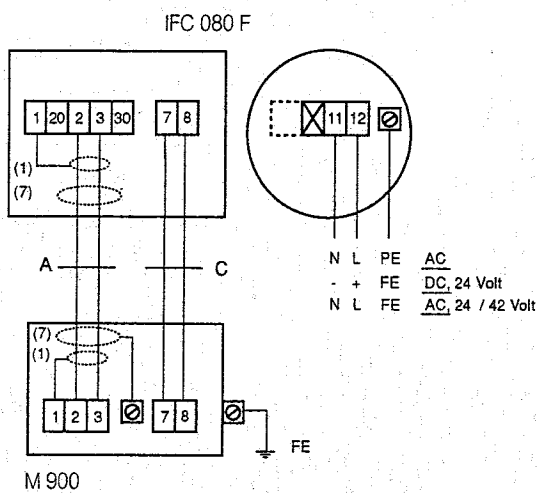 IFC 080 F
1 20 2 3 30 7 8
11 12
(1)
(7)
N L PE AC
- + FE DC, 24 Volt
N L FE AC, 24 / 42 Volt
A C
(7)
(1)
1 2 3 7 8
FE
M 900